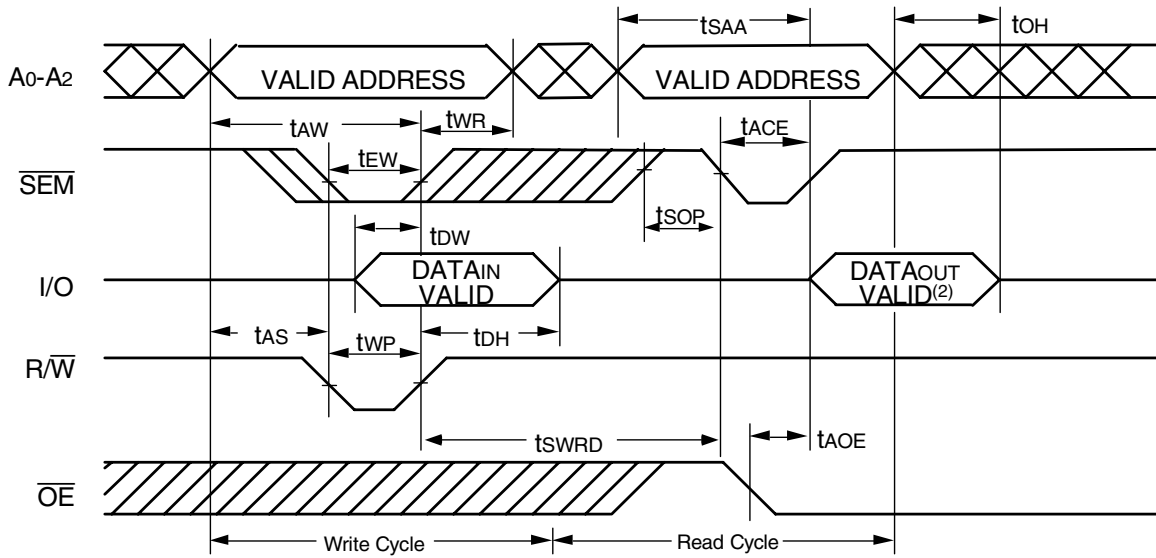 tSAA
tOH
A0-A2
VALID ADDRESS
VALID ADDRESS
tAW
tWR
tACE
tEW
SEM
tSOP
tDW
I/O
DATAIN
VALID
DATAOUT
VALID(2)
tAS
tWP
tDH
R/W
tSWRD
tAOE
OE
Write Cycle
Read Cycle